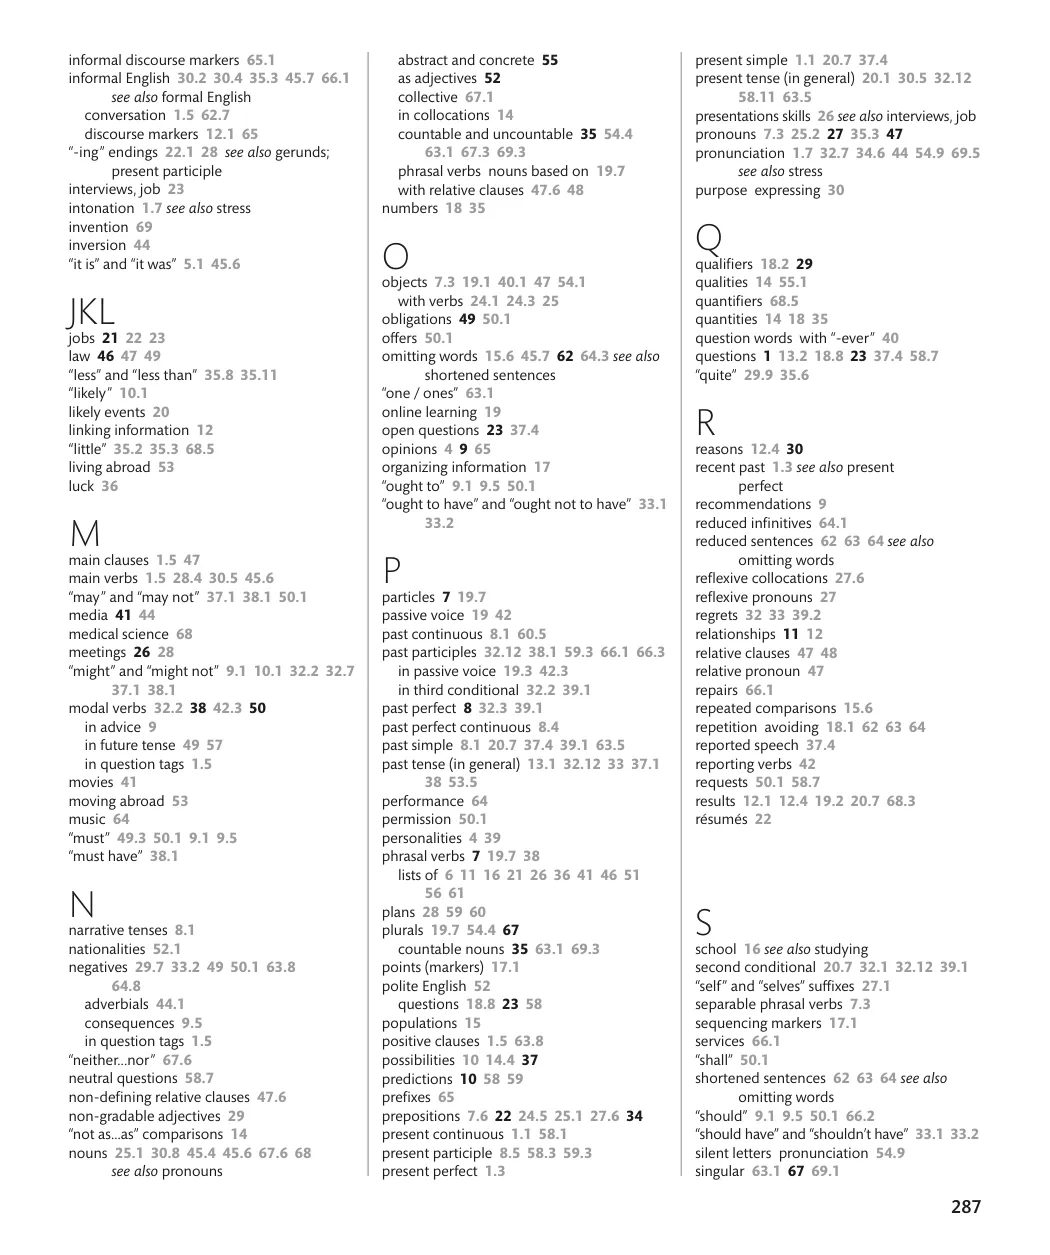 informal discourse markers 65.1
informal English 30.2 30.4 35.3 45.7 66.1
see also formal English
conversation 1.5 62.7
discourse markers 12.1 65
“-ing” endings 22.1 28 see also gerunds;
present participle
interviews, job 23
intonation 1.7 see also stress
invention 69
inversion 44
“it is” and “it was” 5.1 45.6
JKL
jobs 21 22 23
law 46 47 49
“less” and “less than” 35.8 35.11
“likely” 10.1
likely events 20
linking information 12
“little” 35.2 35.3 68.5
living abroad 53
luck 36
M
main clauses 1.5 47
main verbs 1.5 28.4 30.5 45.6
“may” and “may not” 37.1 38.1 50.1
media 41 44
medical science 68
meetings 26 28
“might” and “might not” 9.1 10.1 32.2 32.7
37.1 38.1
modal verbs 32.2 38 42.3 50
in advice 9
in future tense 49 57
in question tags 1.5
movies 41
moving abroad 53
music 64
“must” 49.3 50.1 9.1 9.5
“must have” 38.1
N
narrative tenses 8.1
nationalities 52.1
negatives 29.7 33.2 49 50.1 63.8
64.8
adverbials 44.1
consequences 9.5
in question tags 1.5
“neither...nor” 67.6
neutral questions 58.7
non-defining relative clauses 47.6
non-gradable adjectives 29
“not as...as” comparisons 14
nouns 25.1 30.8 45.4 45.6 67.6 68
see also pronouns
abstract and concrete 55
as adjectives 52
collective 67.1
in collocations 14
countable and uncountable 35 54.4
63.1 67.3 69.3
phrasal verbs nouns based on 19.7
with relative clauses 47.6 48
numbers 18 35
O
objects 7.3 19.1 40.1 47 54.1
with verbs 24.1 24.3 25
obligations 49 50.1
offers 50.1
omitting words 15.6 45.7 62 64.3 see also
shortened sentences
“one / ones” 63.1
online learning 19
open questions 23 37.4
opinions 4 9 65
organizing information 17
“ought to” 9.1 9.5 50.1
“ought to have” and “ought not to have” 33.1
33.2
P
particles 7 19.7
passive voice 19 42
past continuous 8.1 60.5
past participles 32.12 38.1 59.3 66.1 66.3
in passive voice 19.3 42.3
in third conditional 32.2 39.1
past perfect 8 32.3 39.1
past perfect continuous 8.4
past simple 8.1 20.7 37.4 39.1 63.5
past tense (in general) 13.1 32.12 33 37.1
38 53.5
performance 64
permission 50.1
personalities 4 39
phrasal verbs 7 19.7 38
lists of 6 11 16 21 26 36 41 46 51
56 61
plans 28 59 60
plurals 19.7 54.4 67
countable nouns 35 63.1 69.3
points (markers) 17.1
polite English 52
questions 18.8 23 58
populations 15
positive clauses 1.5 63.8
possibilities 10 14.4 37
predictions 10 58 59
prefixes 65
prepositions 7.6 22 24.5 25.1 27.6 34
present continuous 1.1 58.1
present participle 8.5 58.3 59.3
present perfect 1.3
present simple 1.1 20.7 37.4
present tense (in general) 20.1 30.5 32.12
58.11 63.5
presentations skills 26 see also interviews, job
pronouns 7.3 25.2 27 35.3 47
pronunciation 1.7 32.7 34.6 44 54.9 69.5
see also stress
purpose expressing 30
Q
qualifiers 18.2 29
qualities 14 55.1
quantifiers 68.5
quantities 14 18 35
question words with “-ever” 40
questions 1 13.2 18.8 23 37.4 58.7
“quite” 29.9 35.6
R
reasons 12.4 30
recent past 1.3 see also present
perfect
recommendations 9
reduced infinitives 64.1
reduced sentences 62 63 64 see also
omitting words
reflexive collocations 27.6
reflexive pronouns 27
regrets 32 33 39.2
relationships 11 12
relative clauses 47 48
relative pronoun 47
repairs 66.1
repeated comparisons 15.6
repetition avoiding 18.1 62 63 64
reported speech 37.4
reporting verbs 42
requests 50.1 58.7
results 12.1 12.4 19.2 20.7 68.3
résumés 22
S
school 16 see also studying
second conditional 20.7 32.1 32.12 39.1
“self” and “selves” suffixes 27.1
separable phrasal verbs 7.3
sequencing markers 17.1
services 66.1
“shall” 50.1
shortened sentences 62 63 64 see also
omitting words
“should” 9.1 9.5 50.1 66.2
“should have” and “shouldn’t have” 33.1 33.2
silent letters pronunciation 54.9
singular 63.1 67 69.1
287